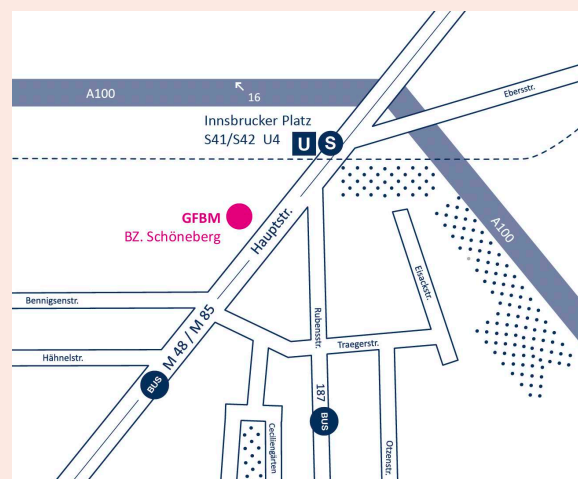 A100
16
Ebersstr.
Innsbrucker Platz
S41/S42 U4
U
S
GFBM
BZ. Schöneberg
Hauptstr.
A100
Eisackstr.
Bennigsenstr.
M 48 / M 85
Rubensstr.
Traegerstr.
Hähnelstr.
BUS
187
BUS
Ceciliengärten
Otzenstr.